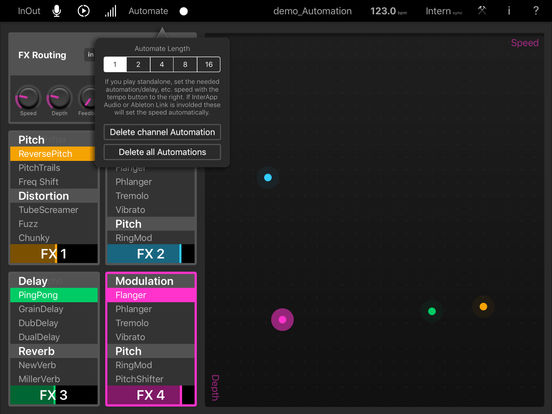 InOut Automate demo_Automation 123.0 bpm Intern sync i ?
FX Routing in
Speed Depth Feedb
Automate Length
1 2 4 8 16
If you play standalone, set the needed
automation/delay, etc. speed with the
tempo button to the right. If InterApp
Audio or Ableton Link is involded these
will set the speed automatically.
Delete channel Automation
Delete all Automations
Speed
Depth
Pitch
ReversePitch
PitchTrails
Freq Shift
Distortion
TubeScreamer
Fuzz
Chunky
FX 1
Flanger
Phlanger
Tremolo
Vibrato
Pitch
RingMod
FX 2
Delay
PingPong
GrainDelay
DubDelay
DualDelay
Reverb
NewVerb
MillerVerb
FX 3
Modulation
Flanger
Phlanger
Tremolo
Vibrato
Pitch
RingMod
PitchShifter
FX 4